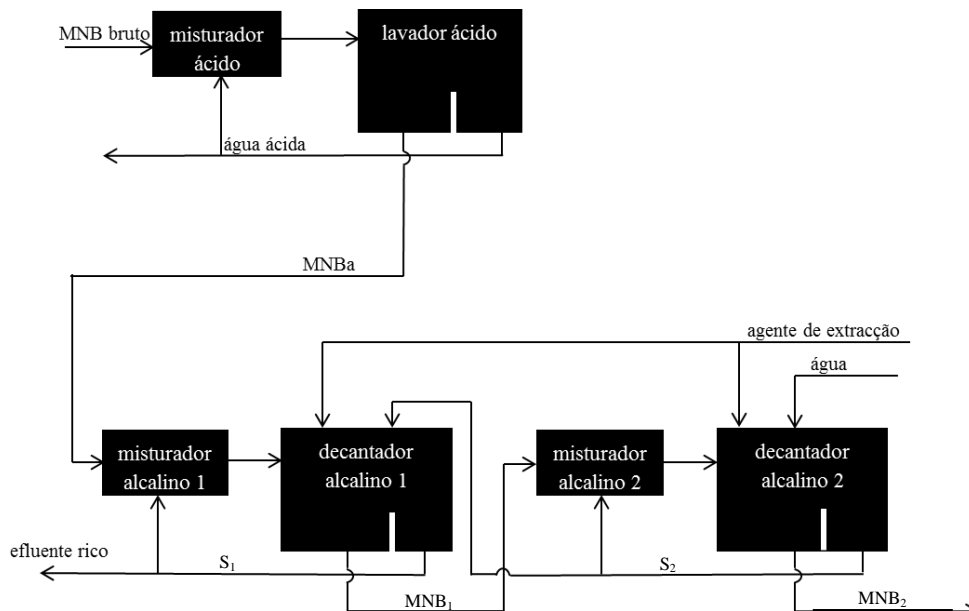 MNB bruto
misturador
ácido
lavador ácido
água ácida
MNBa
agente de extracção
água
misturador
alcalino 1
decantador
alcalino 1
misturador
alcalino 2
decantador
alcalino 2
efluente rico
S₁
S₂
MNB₁
MNB₂